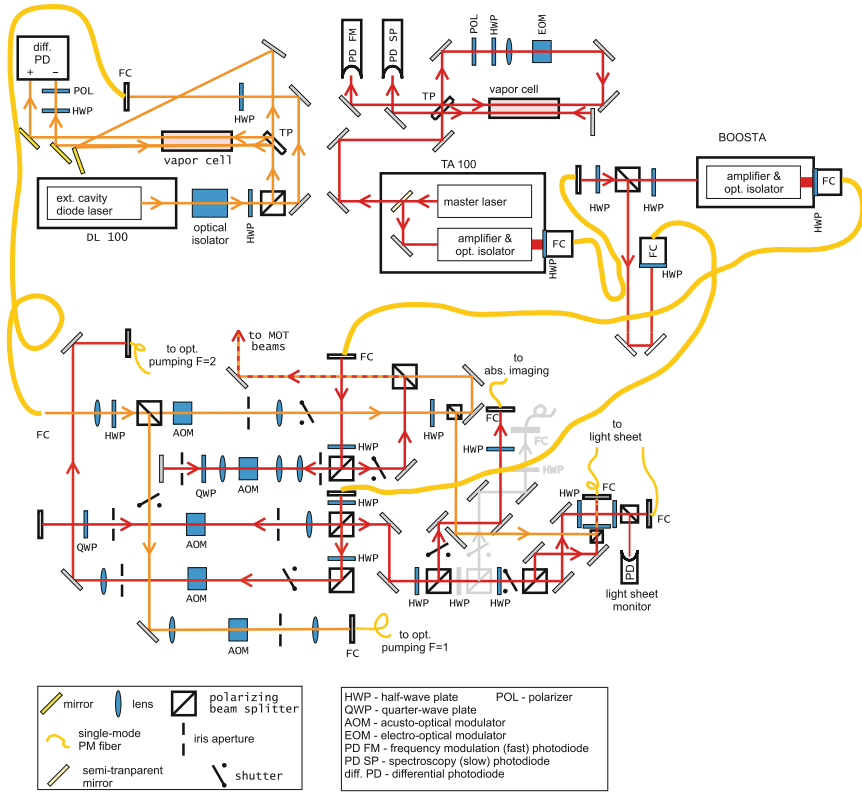 diff.
PD
+ −
POL
HWP
FC
HWP
TP
vapor cell
ext. cavity
diode laser
DL 100
optical
isolator
HWP
PD FM
PD SP
POL
HWP
EOM
TP
vapor cell
TA 100
master laser
amplifier &
opt. isolator
FC
HWP
BOOSTA
amplifier &
opt. isolator
FC
HWP
HWP
HWP
FC
HWP
to opt.
pumping F=2
to MOT
beams
FC
to
abs. imaging
FC
HWP
AOM
HWP
FC
FC
HWP
HWP
HWP
QWP
AOM
to
light sheet
HWP
FC
FC
HWP
QWP
AOM
HWP
AOM
HWP
HWP
HWP
PD
light sheet
monitor
AOM
FC
to opt.
pumping F=1
mirror
lens
polarizing
beam splitter
single-mode
PM fiber
iris aperture
semi-tranparent
mirror
shutter
HWP - half-wave plate POL - polarizer
QWP - quarter-wave plate
AOM - acusto-optical modulator
EOM - electro-optical modulator
PD FM - frequency modulation (fast) photodiode
PD SP - spectroscopy (slow) photodiode
diff. PD - differential photodiode